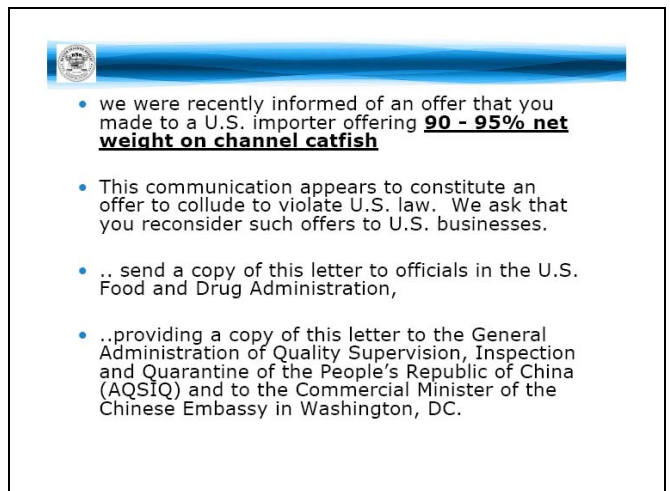 • we were recently informed of an offer that you
made to a U.S. importer offering 90 - 95% net
weight on channel catfish
• This communication appears to constitute an
offer to collude to violate U.S. law.  We ask that
you reconsider such offers to U.S. businesses.
• .. send a copy of this letter to officials in the U.S.
Food and Drug Administration,
• ..providing a copy of this letter to the General
Administration of Quality Supervision, Inspection
and Quarantine of the People's Republic of China
(AQSIQ) and to the Commercial Minister of the
Chinese Embassy in Washington, DC.